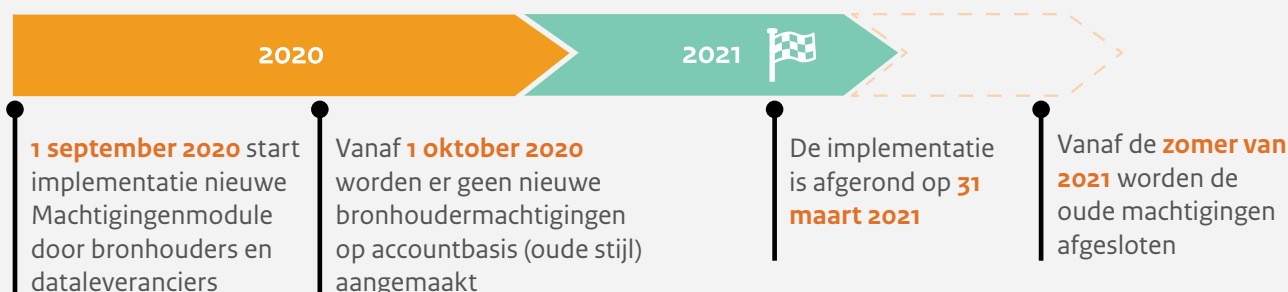 2020
2021
1 september 2020 start
implementatie nieuwe
Machtigingenmodule
door bronhouders en
dataleveranciers
Vanaf 1 oktober 2020
worden er geen nieuwe
bronhoudermachtigingen
op accountbasis (oude stijl)
aangemaakt
De implementatie
is afgerond op 31
maart 2021
Vanaf de zomer van
2021 worden de
oude machtigingen
afgesloten